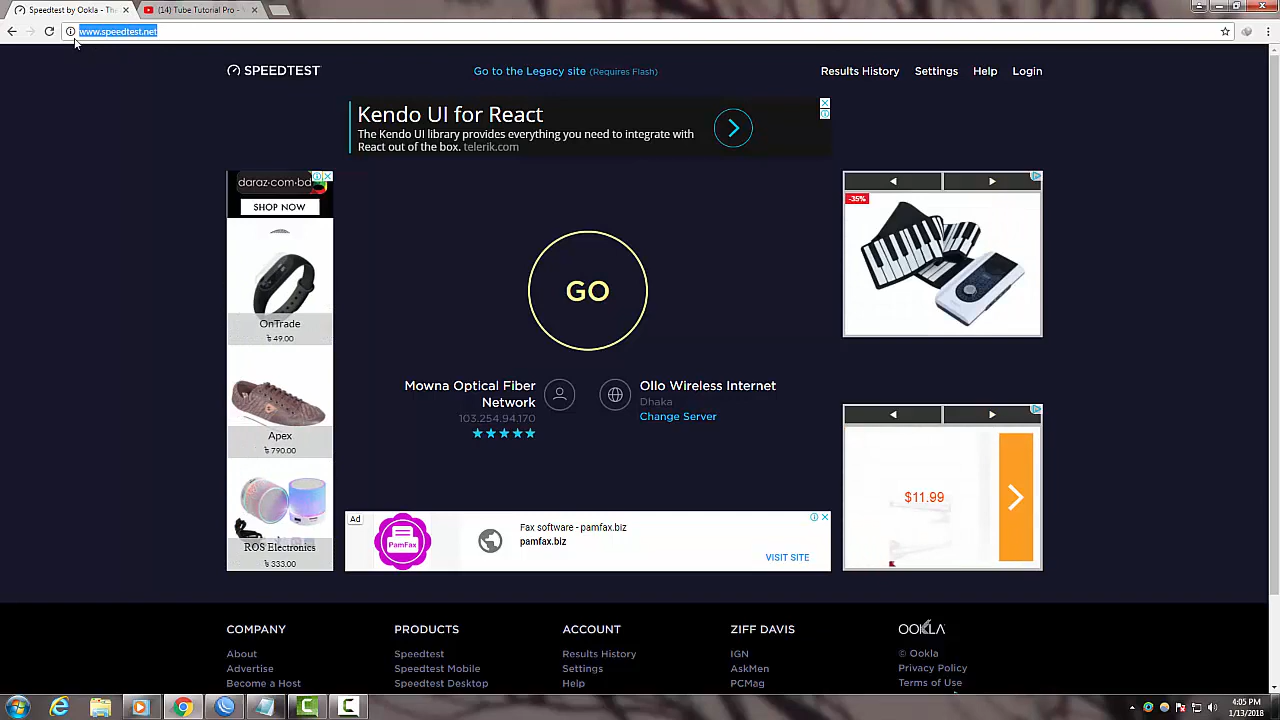 Speedtest by Ookla - The
(14) Tube Tutorial Pro -
www.speedtest.net
SPEEDTEST
Go to the Legacy site (Requires Flash)
Results History
Settings
Help
Login
Kendo UI for React
The Kendo UI library provides everything you need to integrate with
React out of the box. telerik.com
daraz-com-bd
SHOP NOW
OnTrade
৳ 49.00
Apex
৳ 790.00
ROS Electronics
৳ 333.00
GO
Mowna Optical Fiber
Network
103.254.94.170
Ollo Wireless Internet
Dhaka
Change Server
-35%
$11.99
Ad
PamFax
Fax software - pamfax.biz
pamfax.biz
VISIT SITE
COMPANY
About
Advertise
Become a Host
PRODUCTS
Speedtest
Speedtest Mobile
Speedtest Desktop
ACCOUNT
Results History
Settings
Help
ZIFF DAVIS
IGN
AskMen
PCMag
OOKLA
© Ookla
Privacy Policy
Terms of Use
4:05 PM
1/13/2018